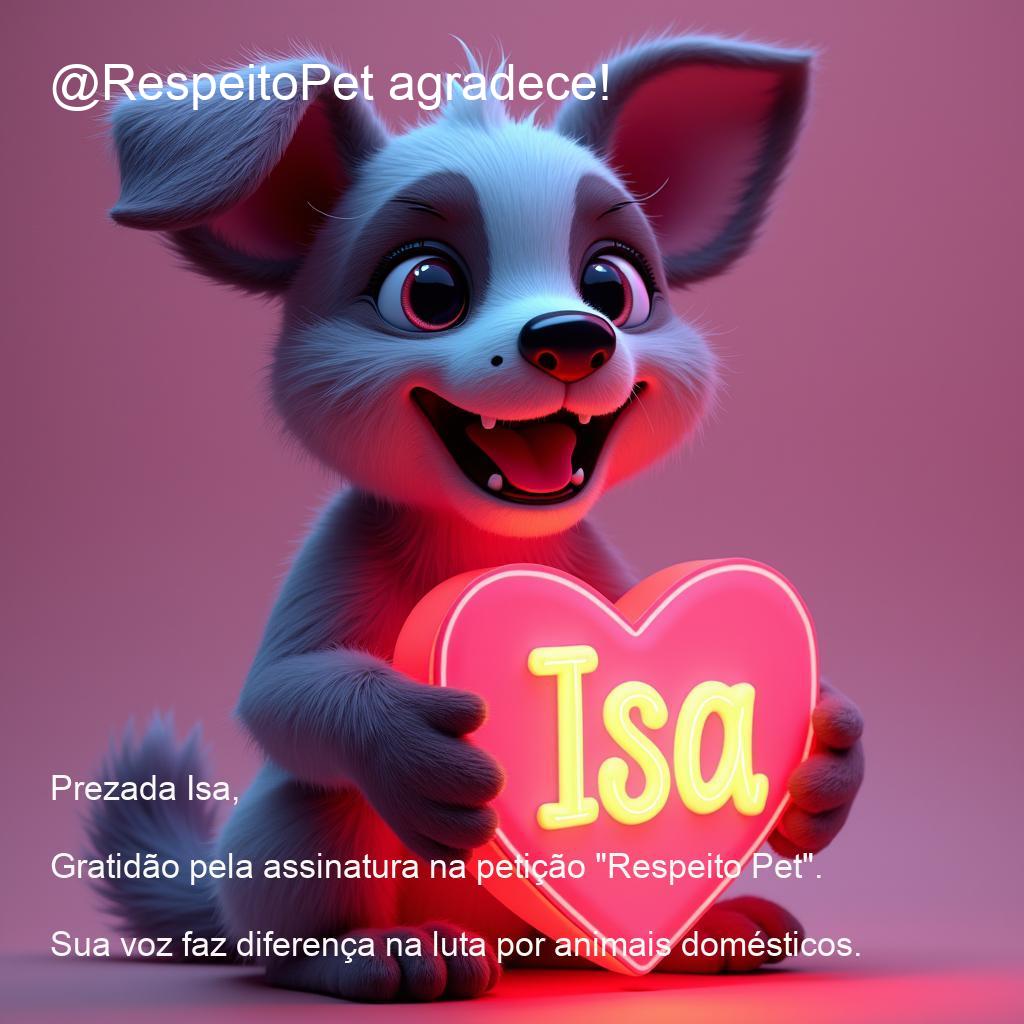 @RespeitoPet agradece!
Isa
Prezada Isa,
Gratidão pela assinatura na petição "Respeito Pet".
Sua voz faz diferença na luta por animais domésticos.